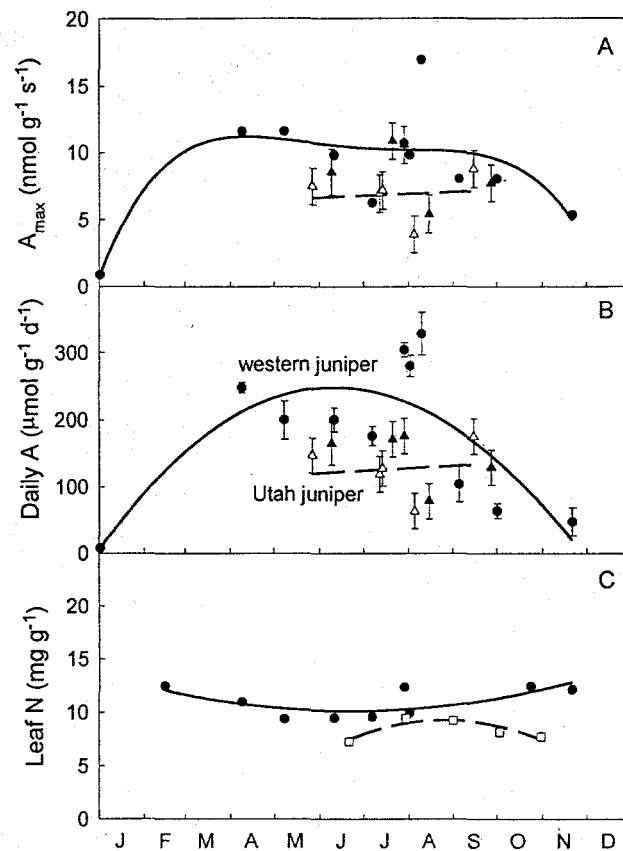 20
15
10
5
0
A
A_max (nmol g⁻¹ s⁻¹)
300
200
100
0
B
western juniper
Utah juniper
Daily A (μmol g⁻¹ d⁻¹)
20
15
10
5
0
C
Leaf N (mg g⁻¹)
J F M A M J J A S O N D